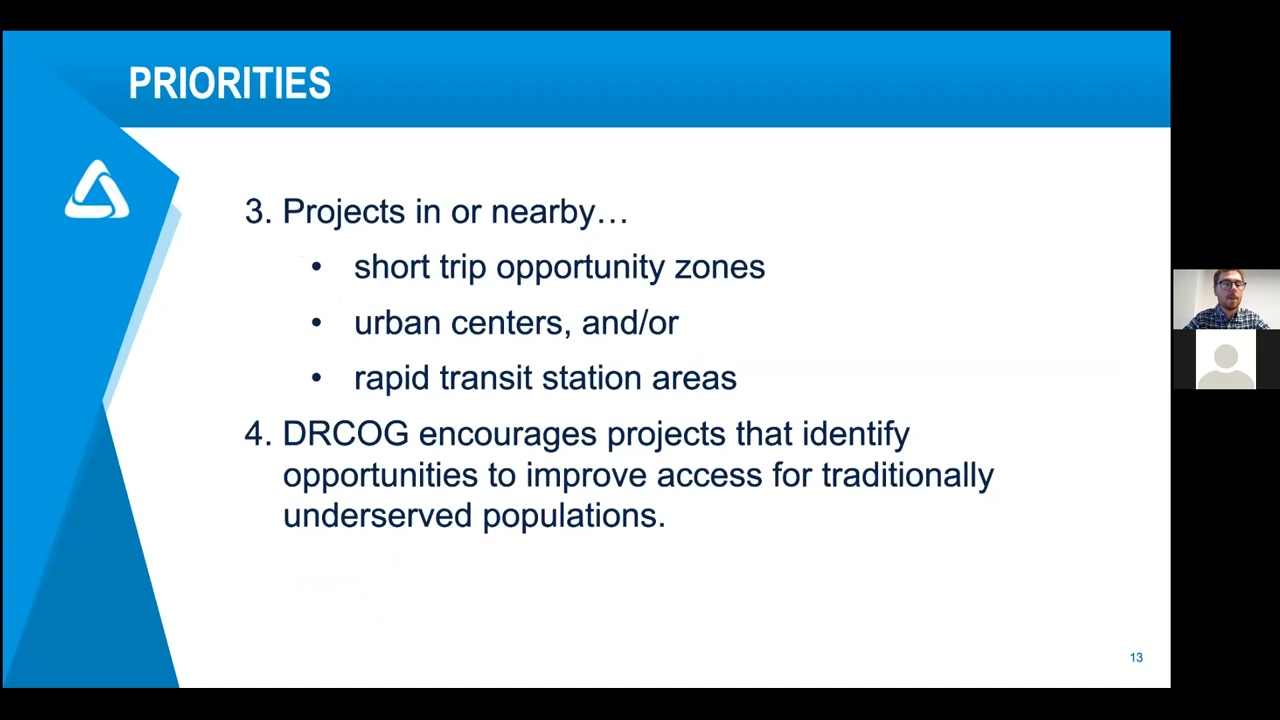 PRIORITIES
3. Projects in or nearby…
• short trip opportunity zones
• urban centers, and/or
• rapid transit station areas
4. DRCOG encourages projects that identify
opportunities to improve access for traditionally
underserved populations.
13